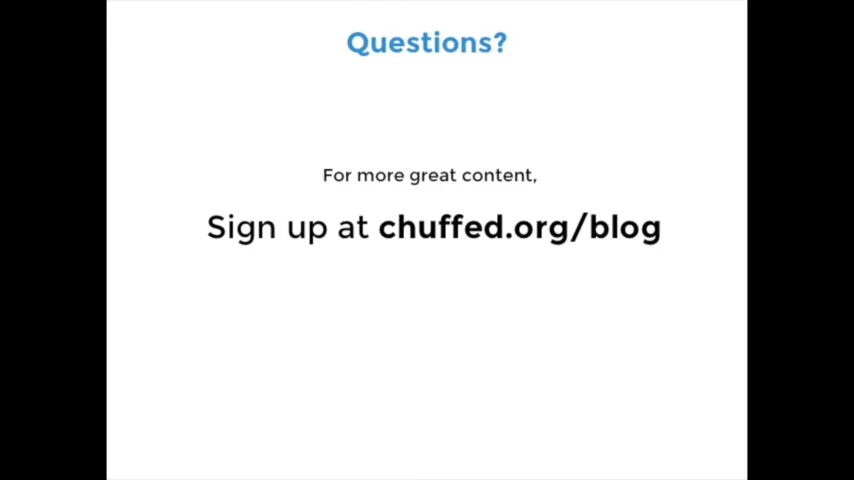 Questions?
For more great content,
Sign up at chuffed.org/blog